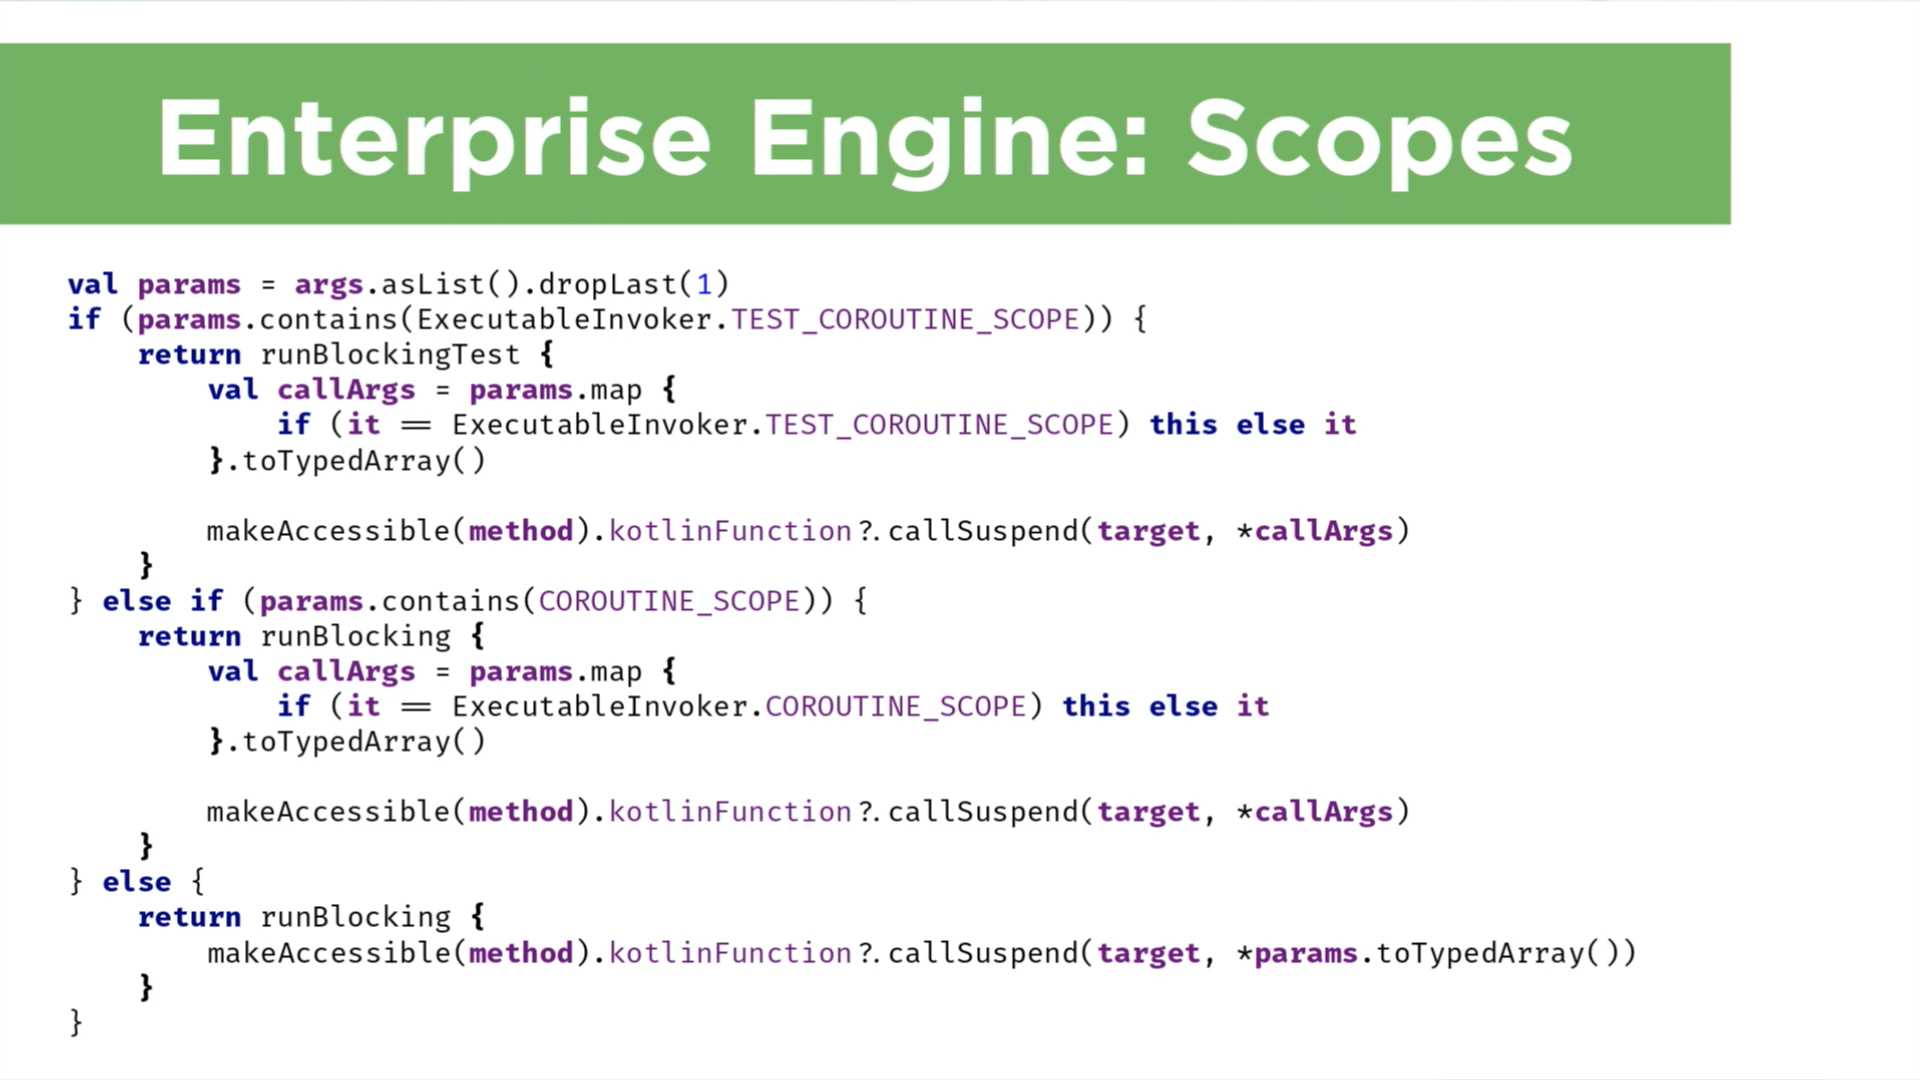 Enterprise Engine: Scopes
val params = args.asList().dropLast(1)
if (params.contains(ExecutableInvoker.TEST_COROUTINE_SCOPE)) {
    return runBlockingTest {
        val callArgs = params.map {
            if (it == ExecutableInvoker.TEST_COROUTINE_SCOPE) this else it
        }.toTypedArray()

        makeAccessible(method).kotlinFunction?.callSuspend(target, *callArgs)
    }
} else if (params.contains(COROUTINE_SCOPE)) {
    return runBlocking {
        val callArgs = params.map {
            if (it == ExecutableInvoker.COROUTINE_SCOPE) this else it
        }.toTypedArray()

        makeAccessible(method).kotlinFunction?.callSuspend(target, *callArgs)
    }
} else {
    return runBlocking {
        makeAccessible(method).kotlinFunction?.callSuspend(target, *params.toTypedArray())
    }
}